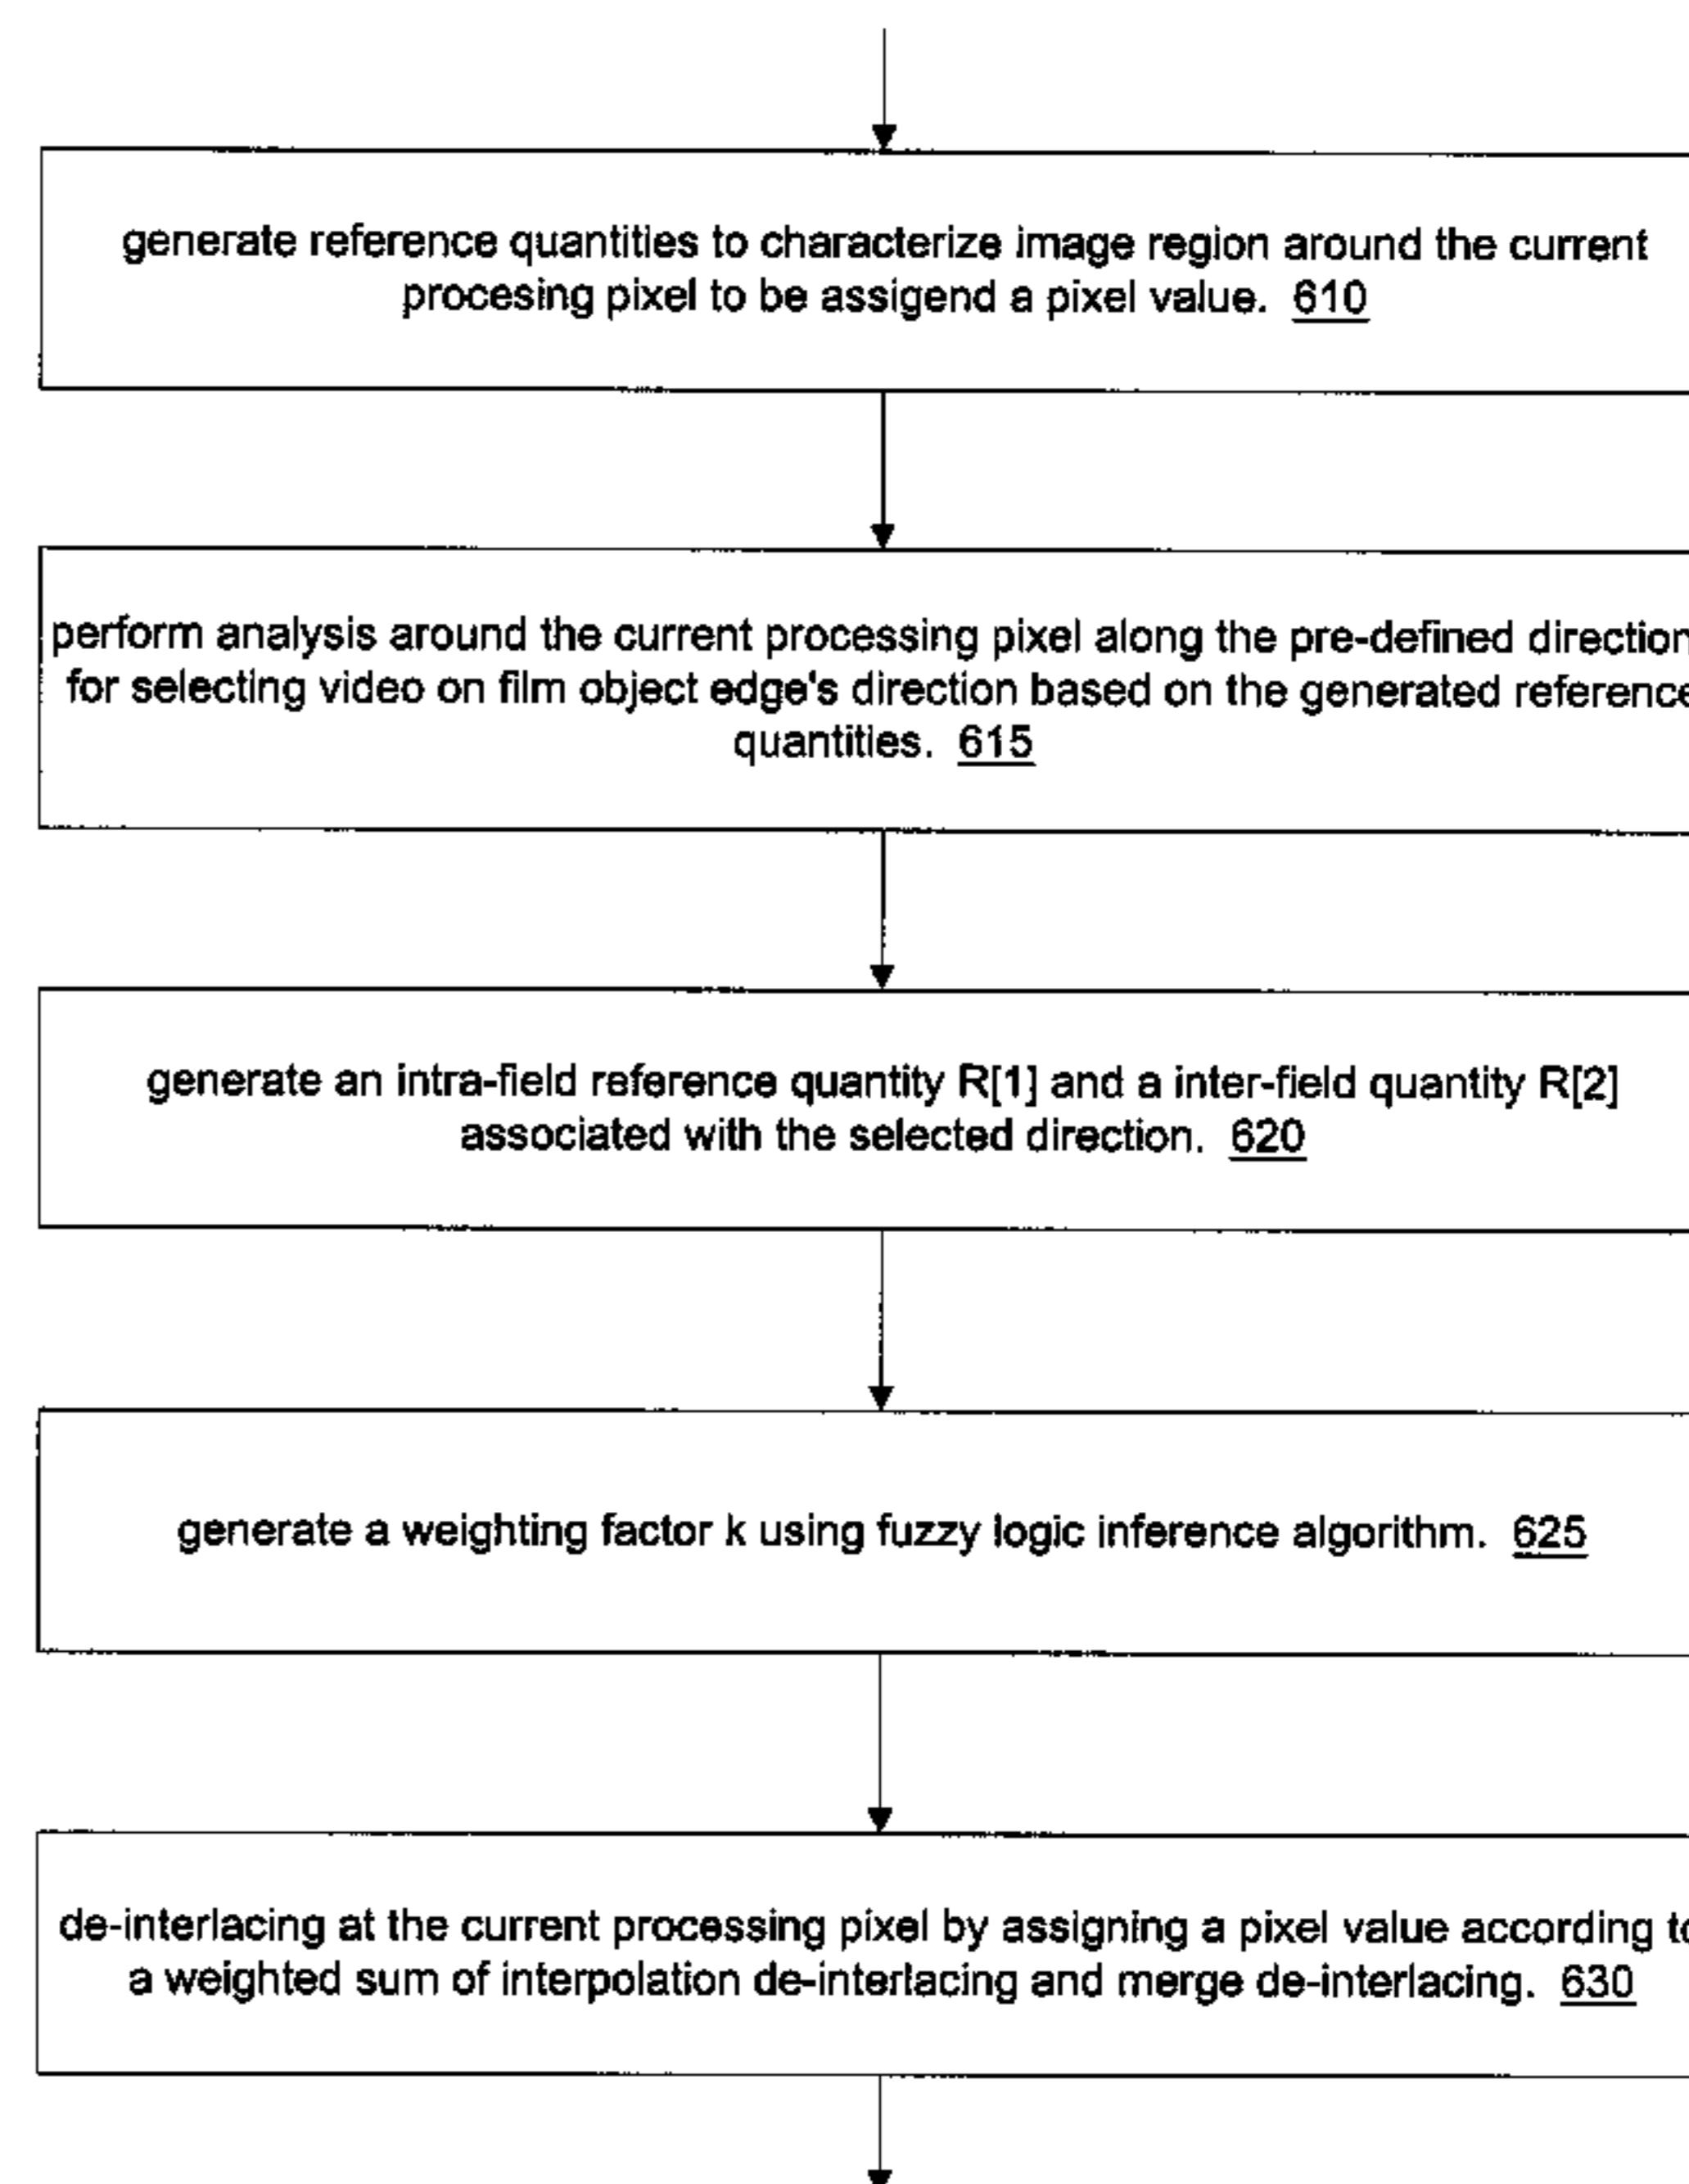 generate reference quantities to characterize image region around the current
procesing pixel to be assigend a pixel value. 610
perform analysis around the current processing pixel along the pre-defined direction
for selecting video on film object edge's direction based on the generated reference
quantities. 615
generate an intra-field reference quantity R[1] and a inter-field quantity R[2]
associated with the selected direction. 620
generate a weighting factor k using fuzzy logic inference algorithm. 625
de-interlacing at the current processing pixel by assigning a pixel value according to
a weighted sum of interpolation de-interlacing and merge de-interlacing. 630